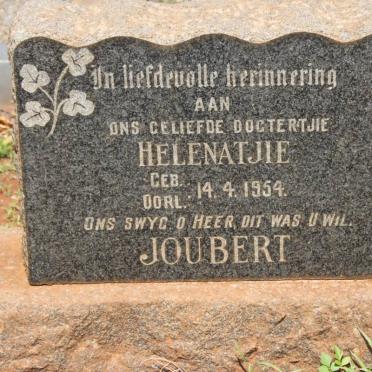 In liefdevolle herinnering
AAN
ONS GELIEFDE DOGTERTJIE
HELENATJIE
GEB.
OORL. 14.4.1954.
ONS SWYG O HEER, DIT WAS U WIL.
JOUBERT